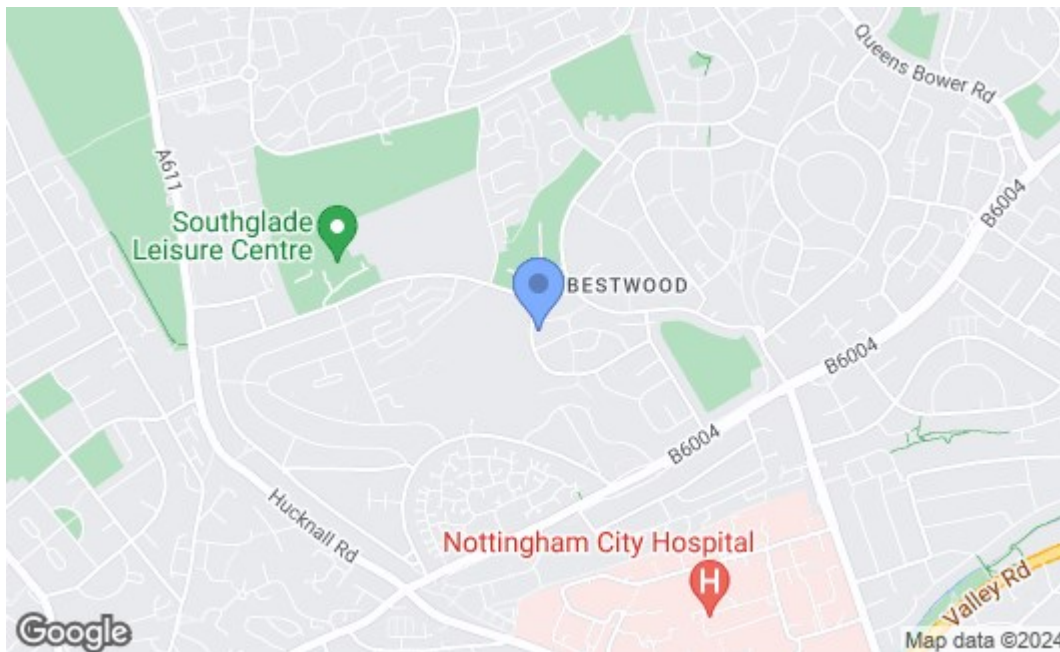 Queens Bower Rd
A611
B6004
Southglade
Leisure Centre
BESTWOOD
B6004
B6004
Hucknall Rd
Nottingham City Hospital
H
Valley Rd
Google
Map data ©2024